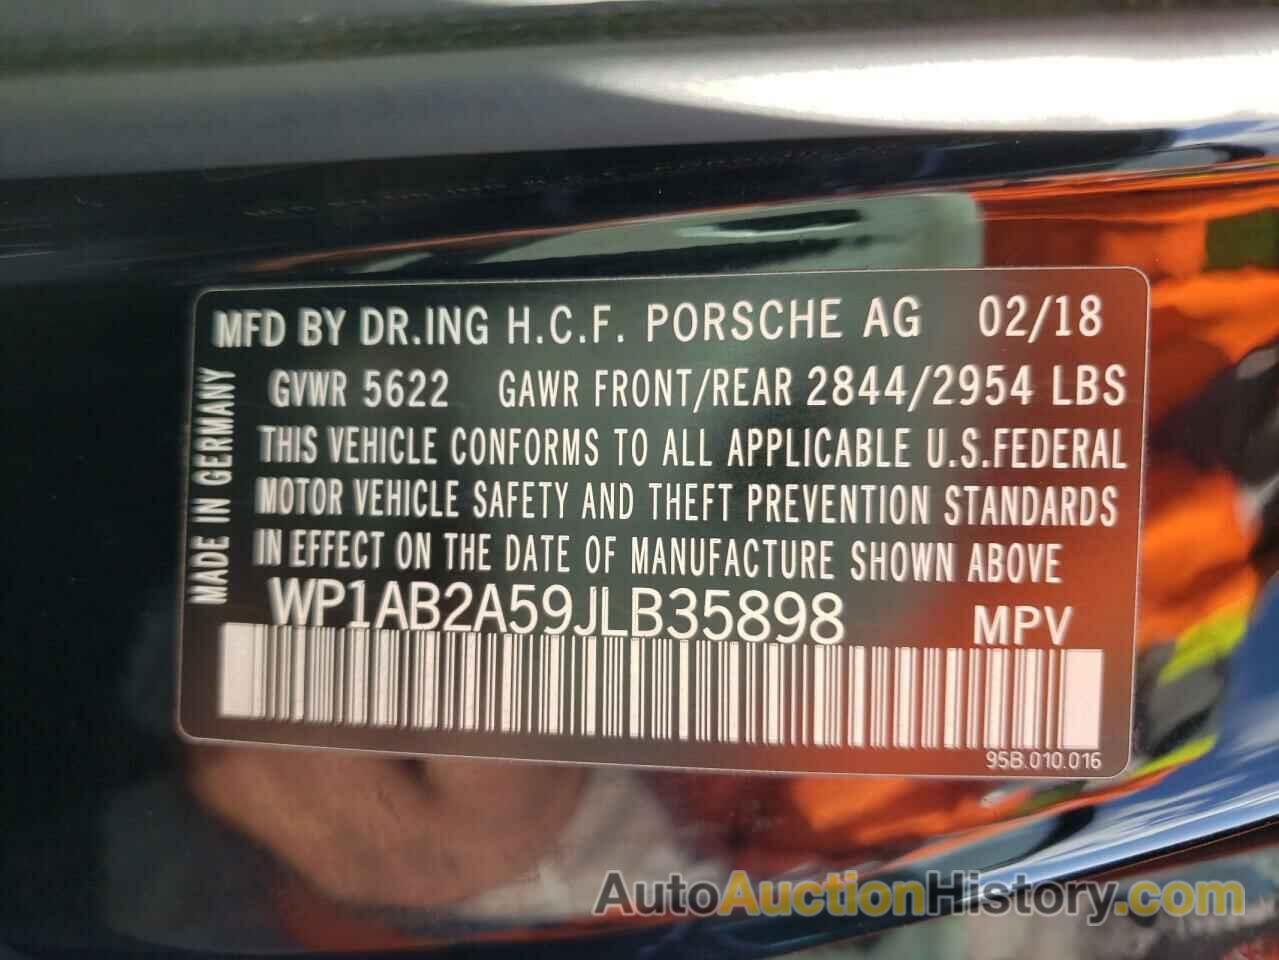 MFD BY DR.ING H.C.F. PORSCHE AG 02/18
GVWR 5622 GAWR FRONT/REAR 2844/2954 LBS
THIS VEHICLE CONFORMS TO ALL APPLICABLE U.S.FEDERAL
MOTOR VEHICLE SAFETY AND THEFT PREVENTION STANDARDS
IN EFFECT ON THE DATE OF MANUFACTURE SHOWN ABOVE
WP1AB2A59JLB35898 MPV
MADE IN GERMANY
95B.010.016
AutoAuctionHistory.com